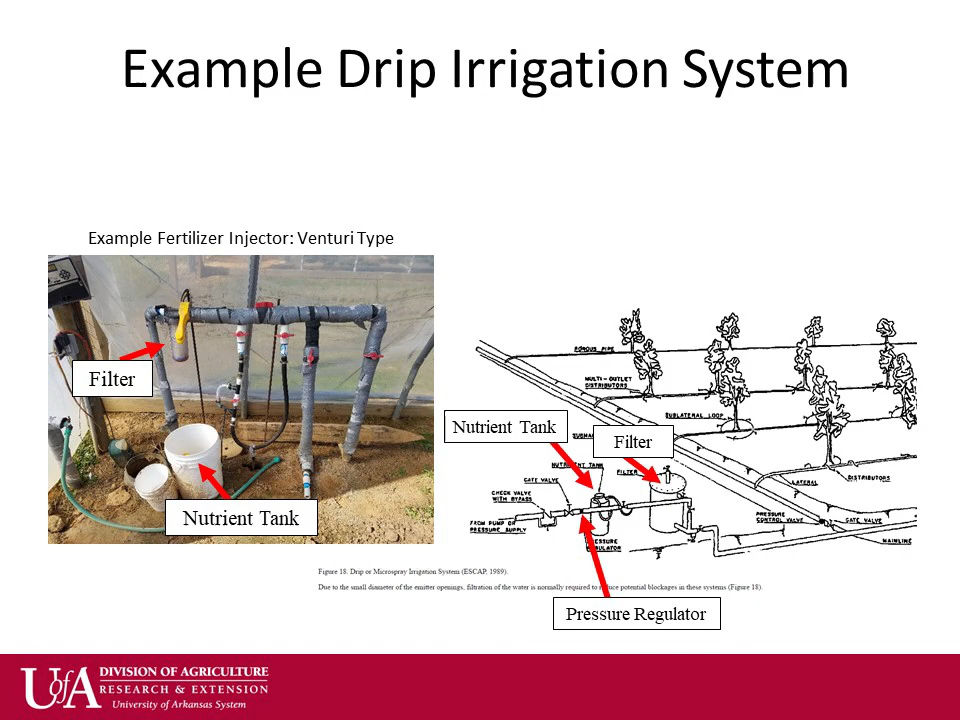 Example Drip Irrigation System
Example Fertilizer Injector: Venturi Type
Filter
Nutrient Tank
POROUS PIPE
MULTI-OUTLET
DISTRIBUTORS
SUBLATERAL LOOP
Nutrient Tank
Filter
NUTRIENT TANK
FILTER
GATE VALVE
CHECK VALVE
WITH BYPASS
LATERAL
DISTRIBUTORS
FROM PUMP OR
PRESSURE SUPPLY
PRESSURE
REGULATOR
PRESSURE
CONTROL VALVE
GATE VALVE
MAINLINE
Figure 18. Drip or Microspray Irrigation System (ESCAP, 1989).
Due to the small diameter of the emitter openings, filtration of the water is normally required to reduce potential blockages in these systems (Figure 18).
Pressure Regulator
UofA
DIVISION OF AGRICULTURE
RESEARCH & EXTENSION
University of Arkansas System